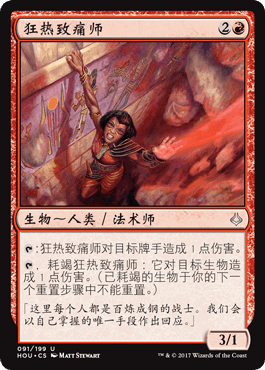 狂热致痛师 2
生物～人类 / 法术师
：狂热致痛师对目标牌手造成1点伤害。
，耗竭狂热致痛师：它对目标生物造成1点伤害。（已耗竭的生物于你的下一个重置步骤中不能重置。）
「这里每个人都是百炼成钢的战士。我们会以自己掌握的唯一手段作出回应。」
3/1
091/199 U
HOU • CS MATT STEWART
™ & © 2017 Wizards of the Coast